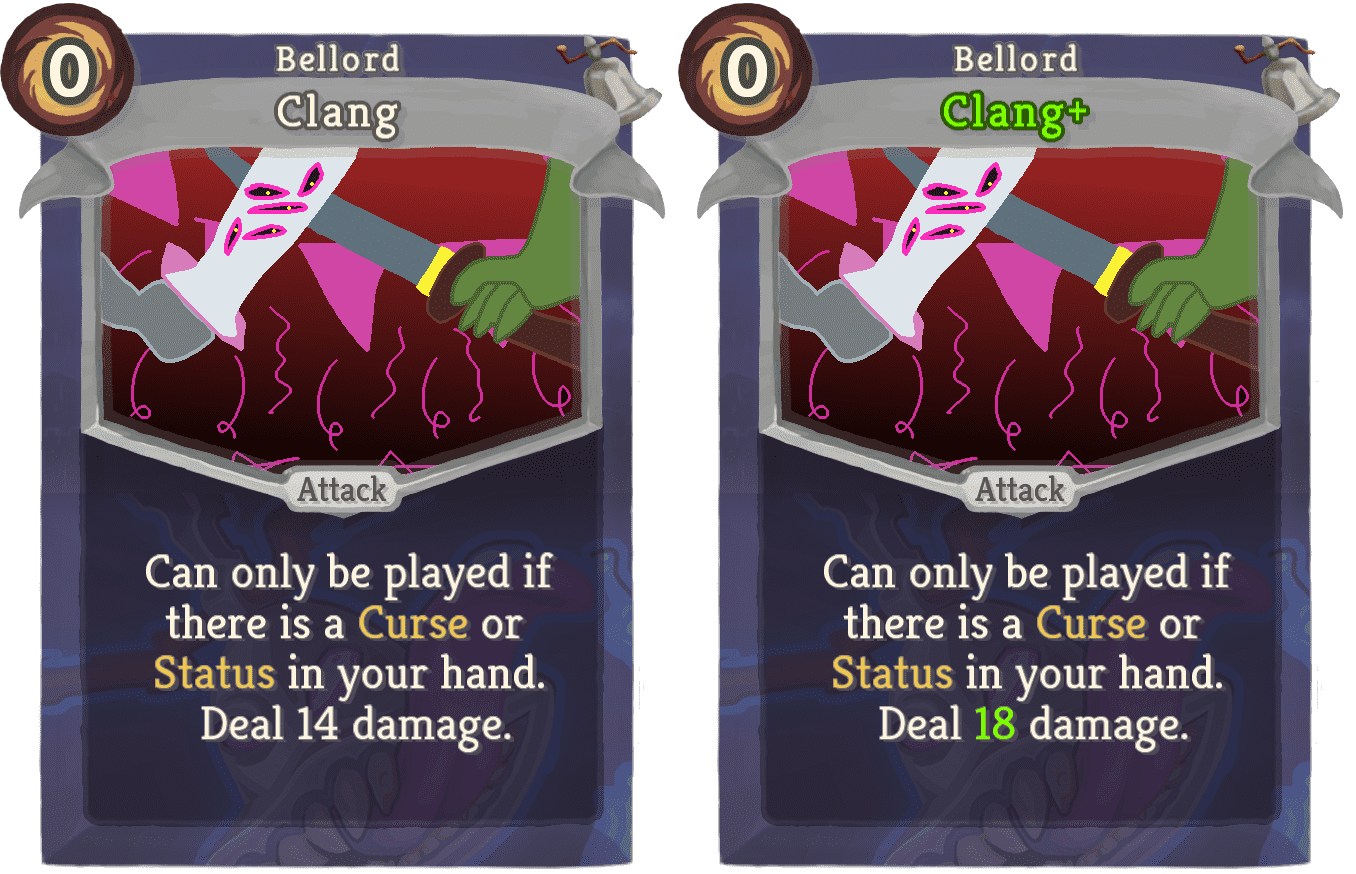 0
Bellord
Clang
Attack
Can only be played if
there is a Curse or
Status in your hand.
Deal 14 damage.
0
Bellord
Clang+
Attack
Can only be played if
there is a Curse or
Status in your hand.
Deal 18 damage.